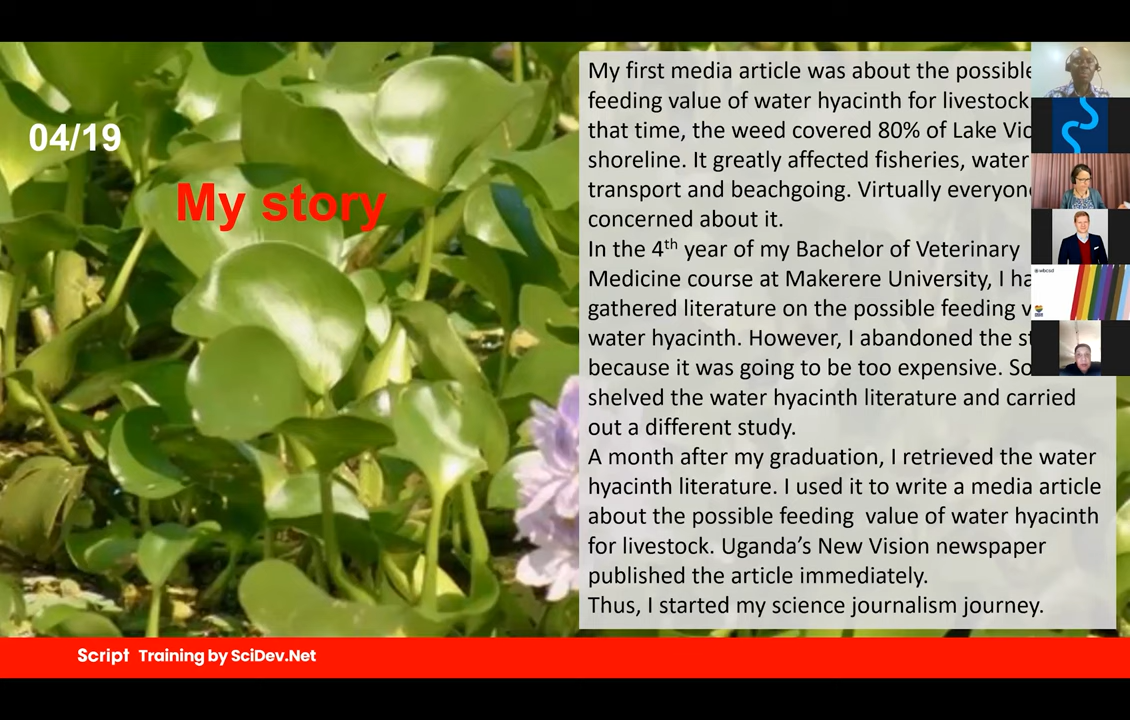 04/19
My story
My first media article was about the possible
feeding value of water hyacinth for livestock
that time, the weed covered 80% of Lake Vic
shoreline. It greatly affected fisheries, water
transport and beachgoing. Virtually everyone
concerned about it.
In the 4th year of my Bachelor of Veterinary
Medicine course at Makerere University, I ha
gathered literature on the possible feeding v
water hyacinth. However, I abandoned the st
because it was going to be too expensive. So
shelved the water hyacinth literature and carried
out a different study.
A month after my graduation, I retrieved the water
hyacinth literature. I used it to write a media article
about the possible feeding  value of water hyacinth
for livestock. Uganda’s New Vision newspaper
published the article immediately.
Thus, I started my science journalism journey.
Script Training by SciDev.Net
wbcsd